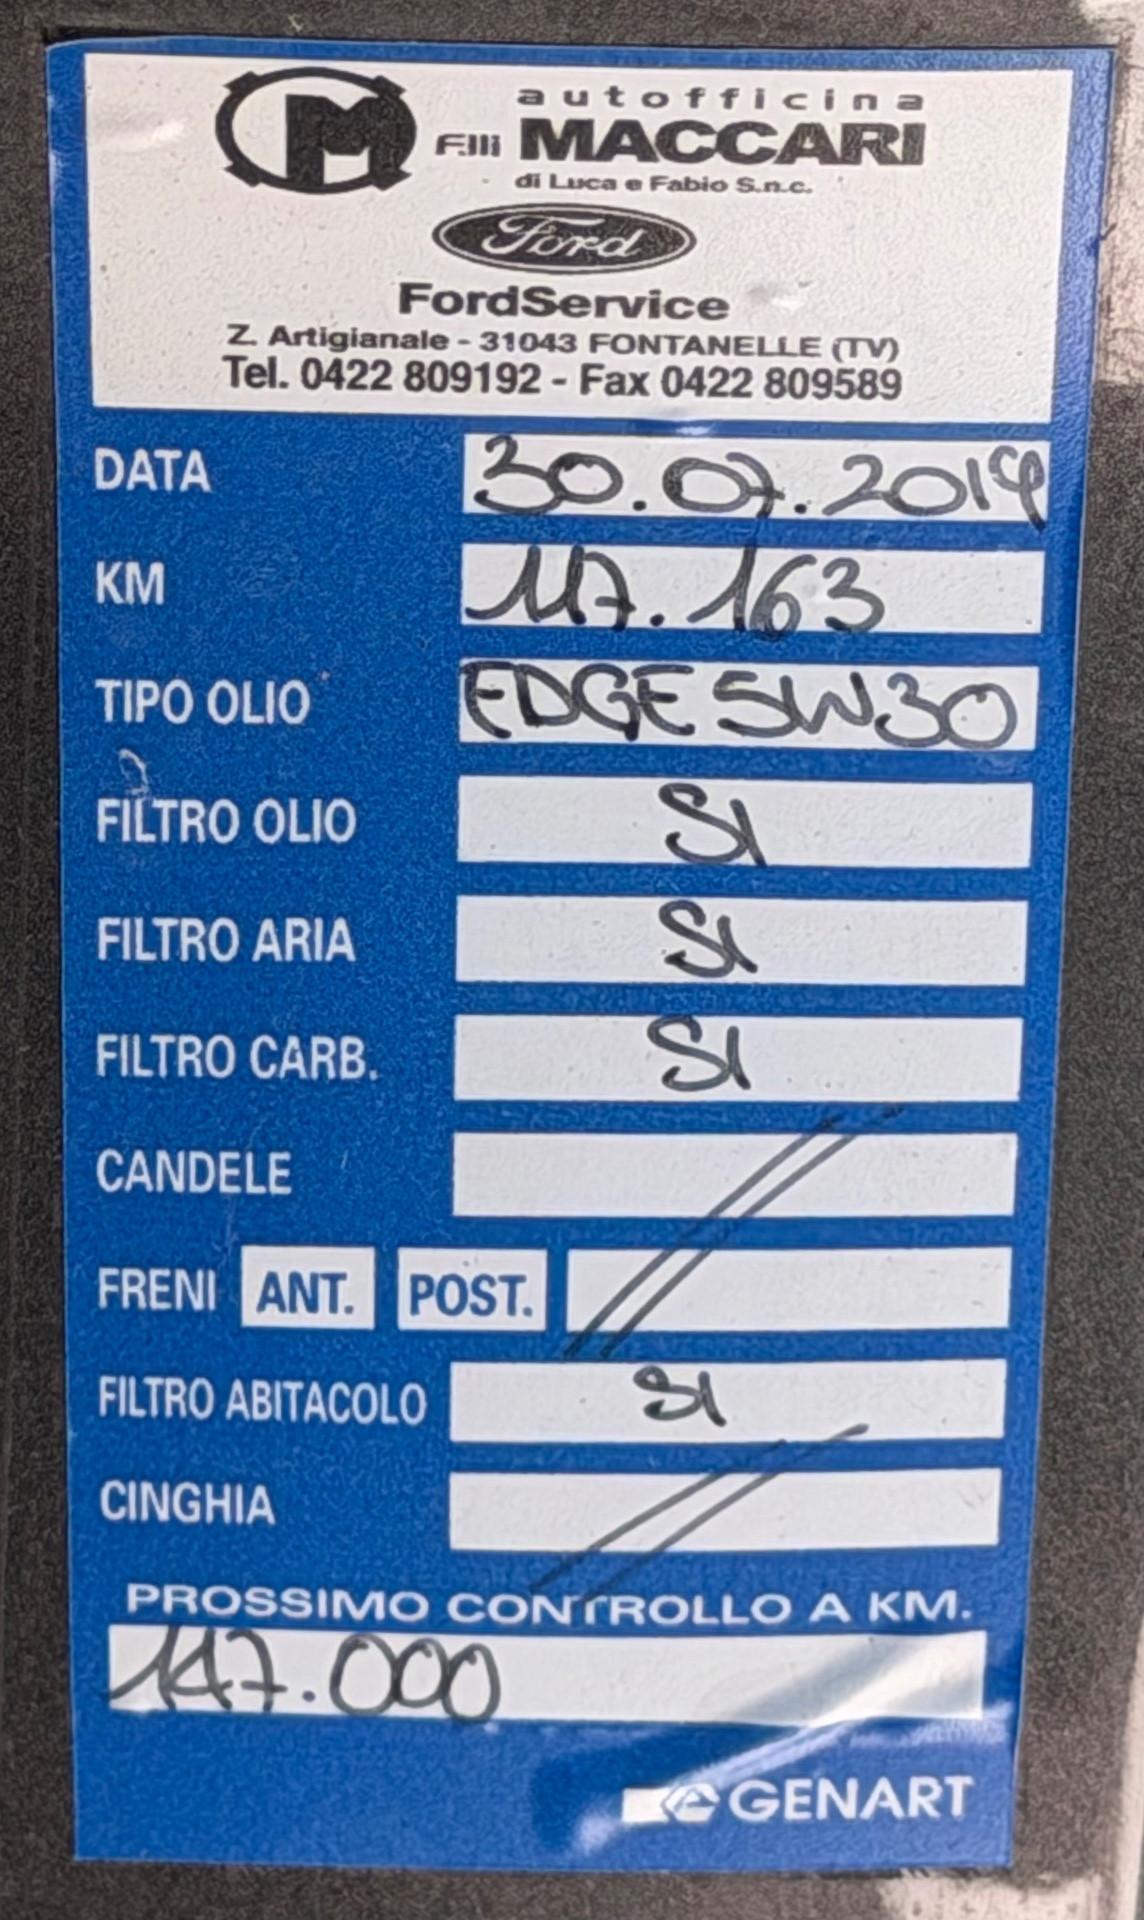 autofficina
F.lli MACCARI
di Luca e Fabio S.n.c.
Ford
FordService
Z. Artigianale - 31043 FONTANELLE (TV)
Tel. 0422 809192 - Fax 0422 809589
DATA 30.07.2019
KM 117.163
TIPO OLIO EDGE 5W30
FILTRO OLIO SI
FILTRO ARIA SI
FILTRO CARB. SI
CANDELE
FRENI ANT. POST.
FILTRO ABITACOLO SI
CINGHIA
PROSSIMO CONTROLLO A KM.
147.000
GENART